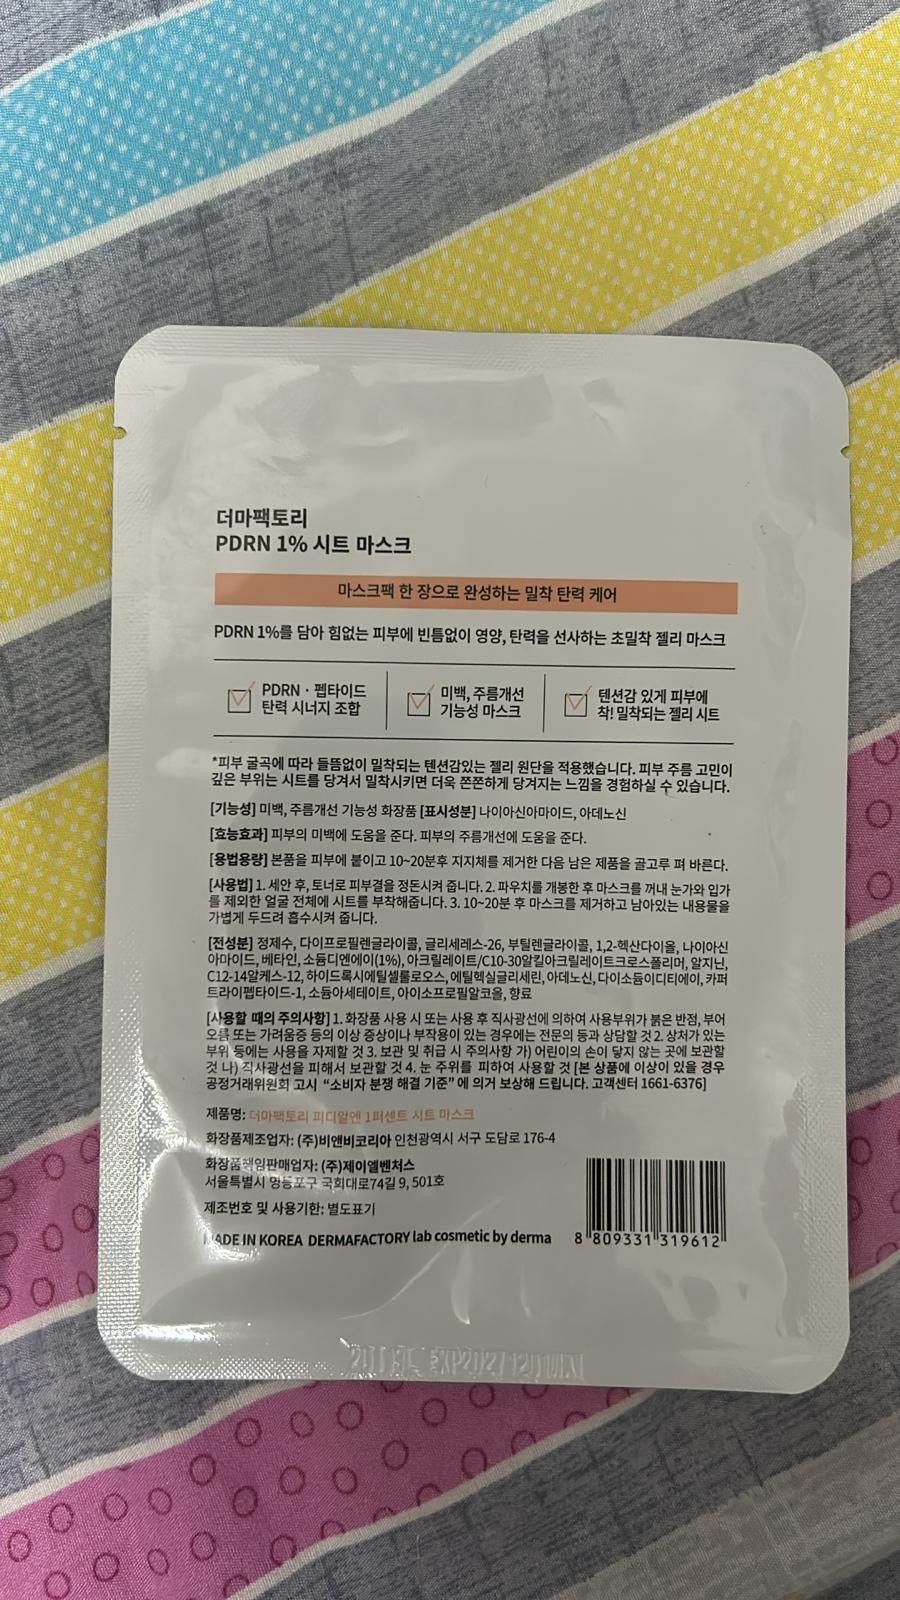 더마팩토리
PDRN 1% 시트 마스크
마스크팩 한 장으로 완성하는 밀착 탄력 케어
PDRN 1%를 담아 힘없는 피부에 빈틈없이 영양, 탄력을 선사하는 초밀착 젤리 마스크
PDRN · 펩타이드
탄력 시너지 조합
미백, 주름개선
기능성 마스크
텐션감 있게 피부에
착! 밀착되는 젤리 시트
*피부 굴곡에 따라 들뜸없이 밀착되는 텐션감있는 젤리 원단을 적용했습니다. 피부 주름 고민이
깊은 부위는 시트를 당겨서 밀착시키면 더욱 쫀쫀하게 당겨지는 느낌을 경험하실 수 있습니다.
[기능성] 미백, 주름개선 기능성 화장품 [표시성분] 나이아신아마이드, 아데노신
[효능효과] 피부의 미백에 도움을 준다. 피부의 주름개선에 도움을 준다.
[용법용량] 본품을 피부에 붙이고 10~20분후 지지체를 제거한 다음 남은 제품을 골고루 펴 바른다.
[사용법] 1. 세안 후, 토너로 피부결을 정돈시켜 줍니다. 2. 파우치를 개봉한 후 마스크를 꺼내 눈가와 입가
를 제외한 얼굴 전체에 시트를 부착해줍니다. 3. 10~20분 후 마스크를 제거하고 남아있는 내용물을
가볍게 두드려 흡수시켜 줍니다.
[전성분] 정제수, 다이프로필렌글라이콜, 글리세레스-26, 부틸렌글라이콜, 1,2-헥산다이올, 나이아신
아마이드, 베타인, 소듐디엔에이(1%), 아크릴레이트/C10-30알킬아크릴레이트크로스폴리머, 알지닌,
C12-14알케스-12, 하이드록시에틸셀룰로오스, 에틸헥실글리세린, 아데노신, 다이소듐이디티에이, 카퍼
트라이펩타이드-1, 소듐아세테이트, 아이소프로필알코올, 향료
[사용할 때의 주의사항] 1. 화장품 사용 시 또는 사용 후 직사광선에 의하여 사용부위가 붉은 반점, 부어
오름 또는 가려움증 등의 이상 증상이나 부작용이 있는 경우에는 전문의 등과 상담할 것 2. 상처가 있는
부위 등에는 사용을 자제할 것 3. 보관 및 취급 시 주의사항 가) 어린이의 손이 닿지 않는 곳에 보관할
것 나) 직사광선을 피해서 보관할 것 4. 눈 주위를 피하여 사용할 것 [본 상품에 이상이 있을 경우
공정거래위원회 고시 “소비자 분쟁 해결 기준” 에 의거 보상해 드립니다. 고객센터 1661-6376]
제품명: 더마팩토리 피디알엔 1퍼센트 시트 마스크
화장품제조업자: (주)비앤비코리아 인천광역시 서구 도담로 176-4
화장품책임판매업자: (주)제이엘벤처스
서울특별시 영등포구 국회대로74길 9, 501호
제조번호 및 사용기한: 별도표기
MADE IN KOREA DERMAFACTORY lab cosmetic by derma
8 809331 319612